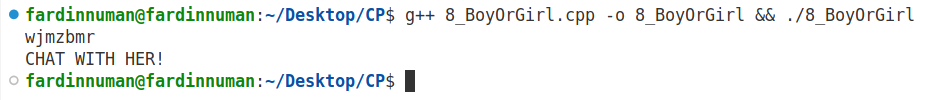 fardinnuman@fardinnuman:~/Desktop/CP$ g++ 8_BoyOrGirl.cpp -o 8_BoyOrGirl && ./8_BoyOrGirl
wjmzbmr
CHAT WITH HER!
fardinnuman@fardinnuman:~/Desktop/CP$